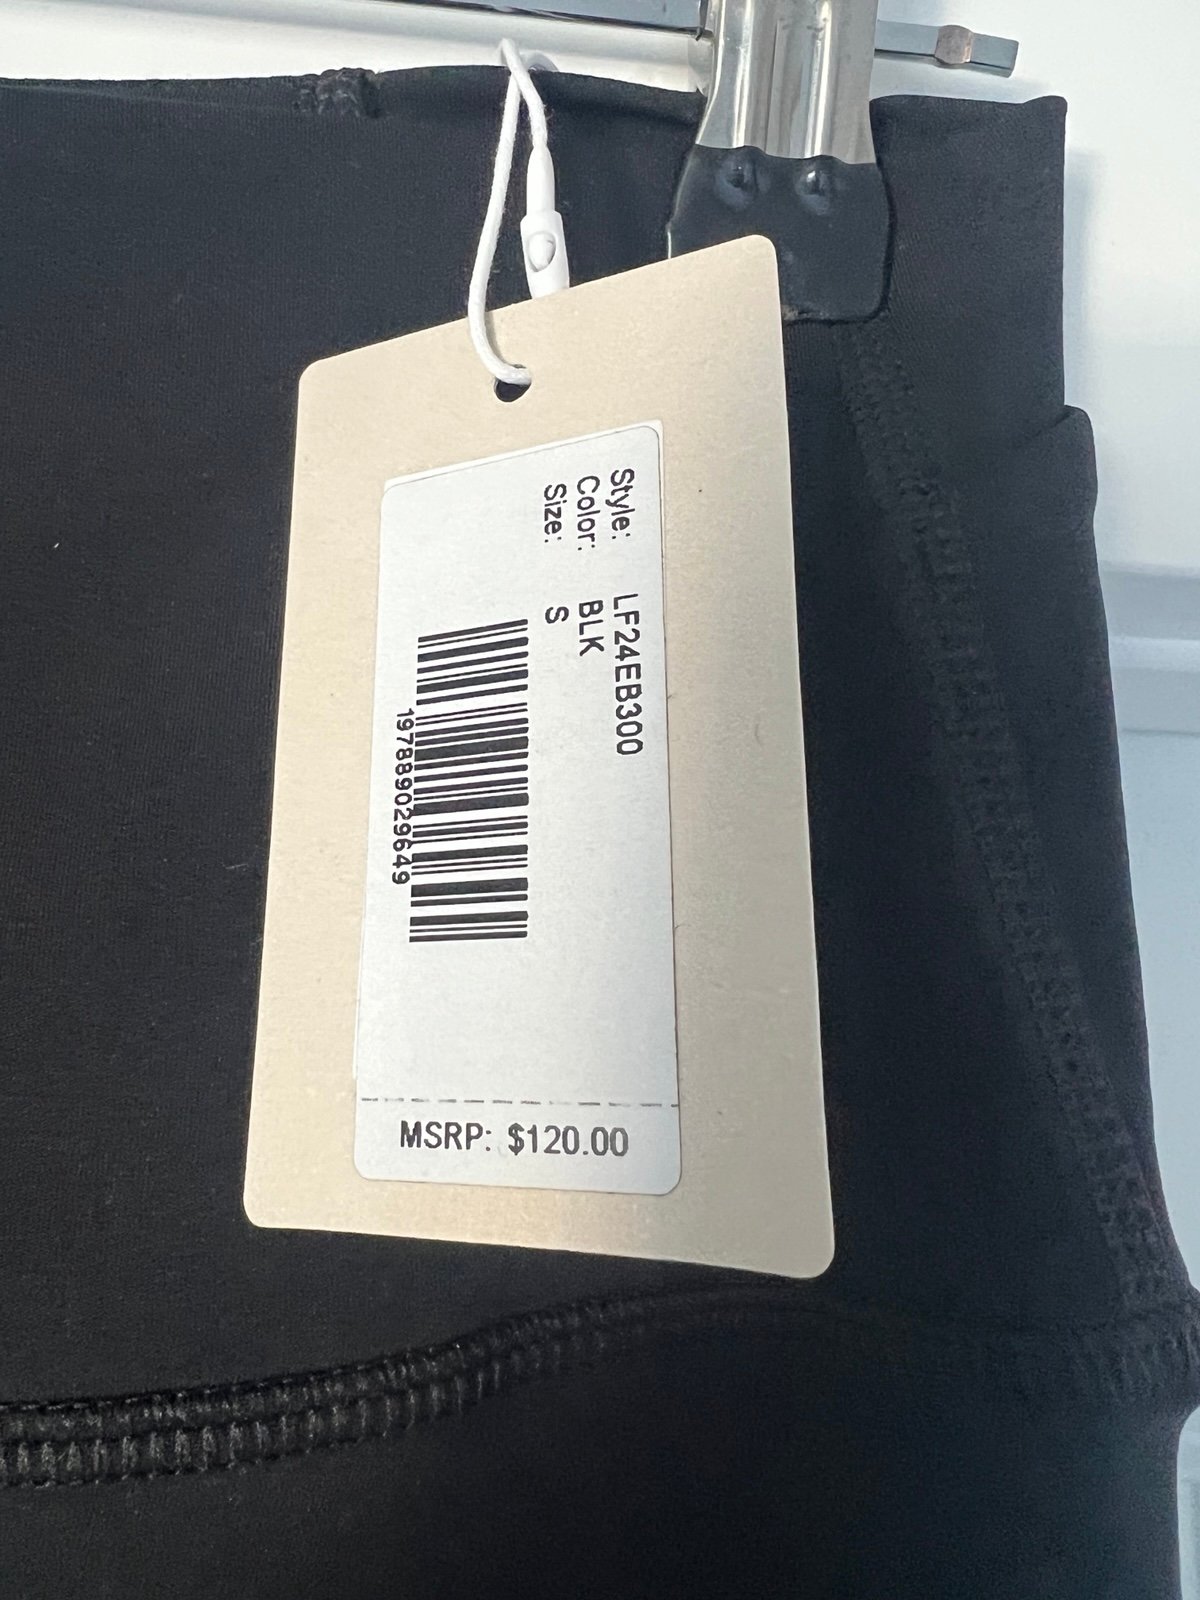 Style: LF24EB300
Color: BLK
Size: S
197889029649
MSRP: $120.00